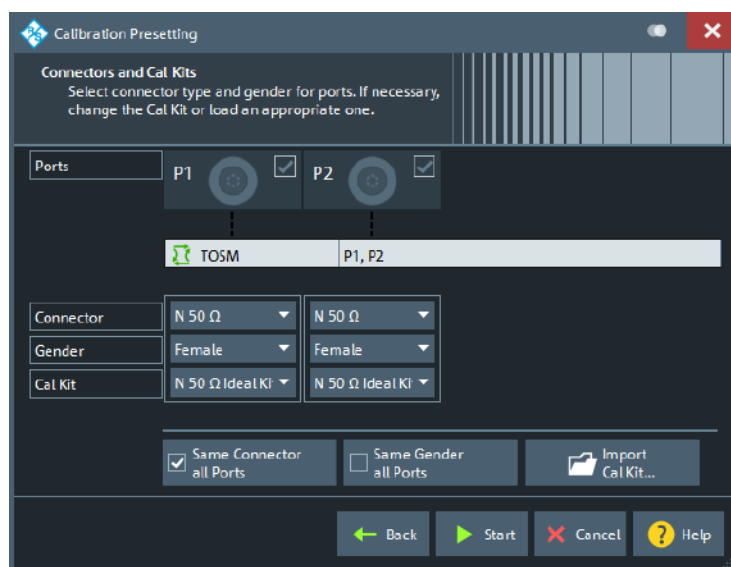 Calibration Presetting
Connectors and Cal Kits
Select connector type and gender for ports. If necessary,
change the Cal Kit or load an appropriate one.
Ports
P1
P2
TOSM
P1, P2
Connector
N 50 Ω
N 50 Ω
Gender
Female
Female
Cal Kit
N 50 Ω Ideal Ki
N 50 Ω Ideal Ki
Same Connector
all Ports
Same Gender
all Ports
Import
Cal Kit...
Back
Start
Cancel
? Help